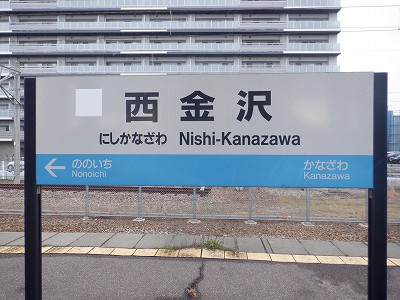 西金沢
にしかなざわ Nishi-Kanazawa
← ののいち かなざわ
Nonoichi Kanazawa